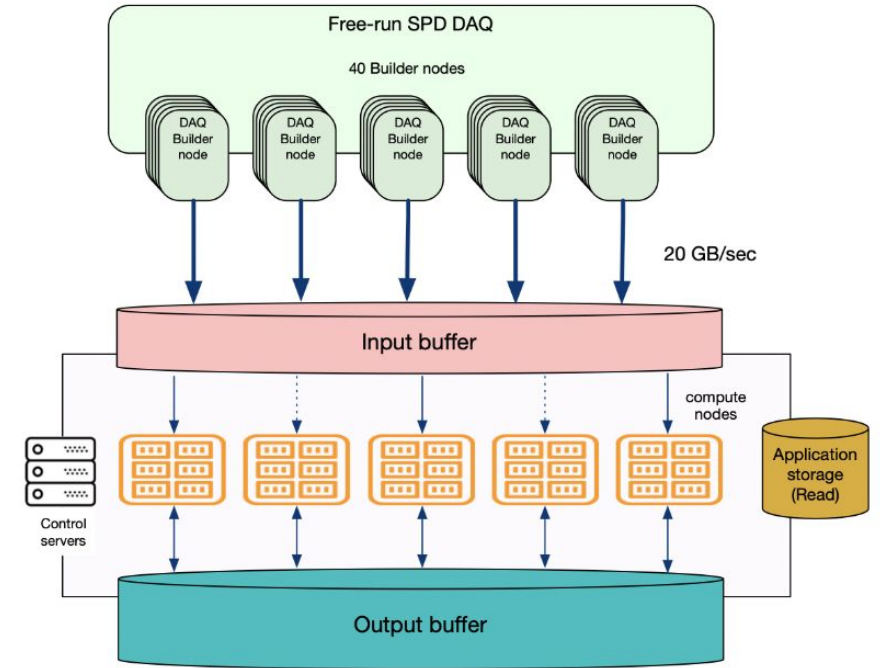 Free-run SPD DAQ
40 Builder nodes
DAQ
Builder
node
DAQ
Builder
node
DAQ
Builder
node
DAQ
Builder
node
DAQ
Builder
node
20 GB/sec
Input buffer
compute
nodes
Control
servers
Application
storage
(Read)
Output buffer